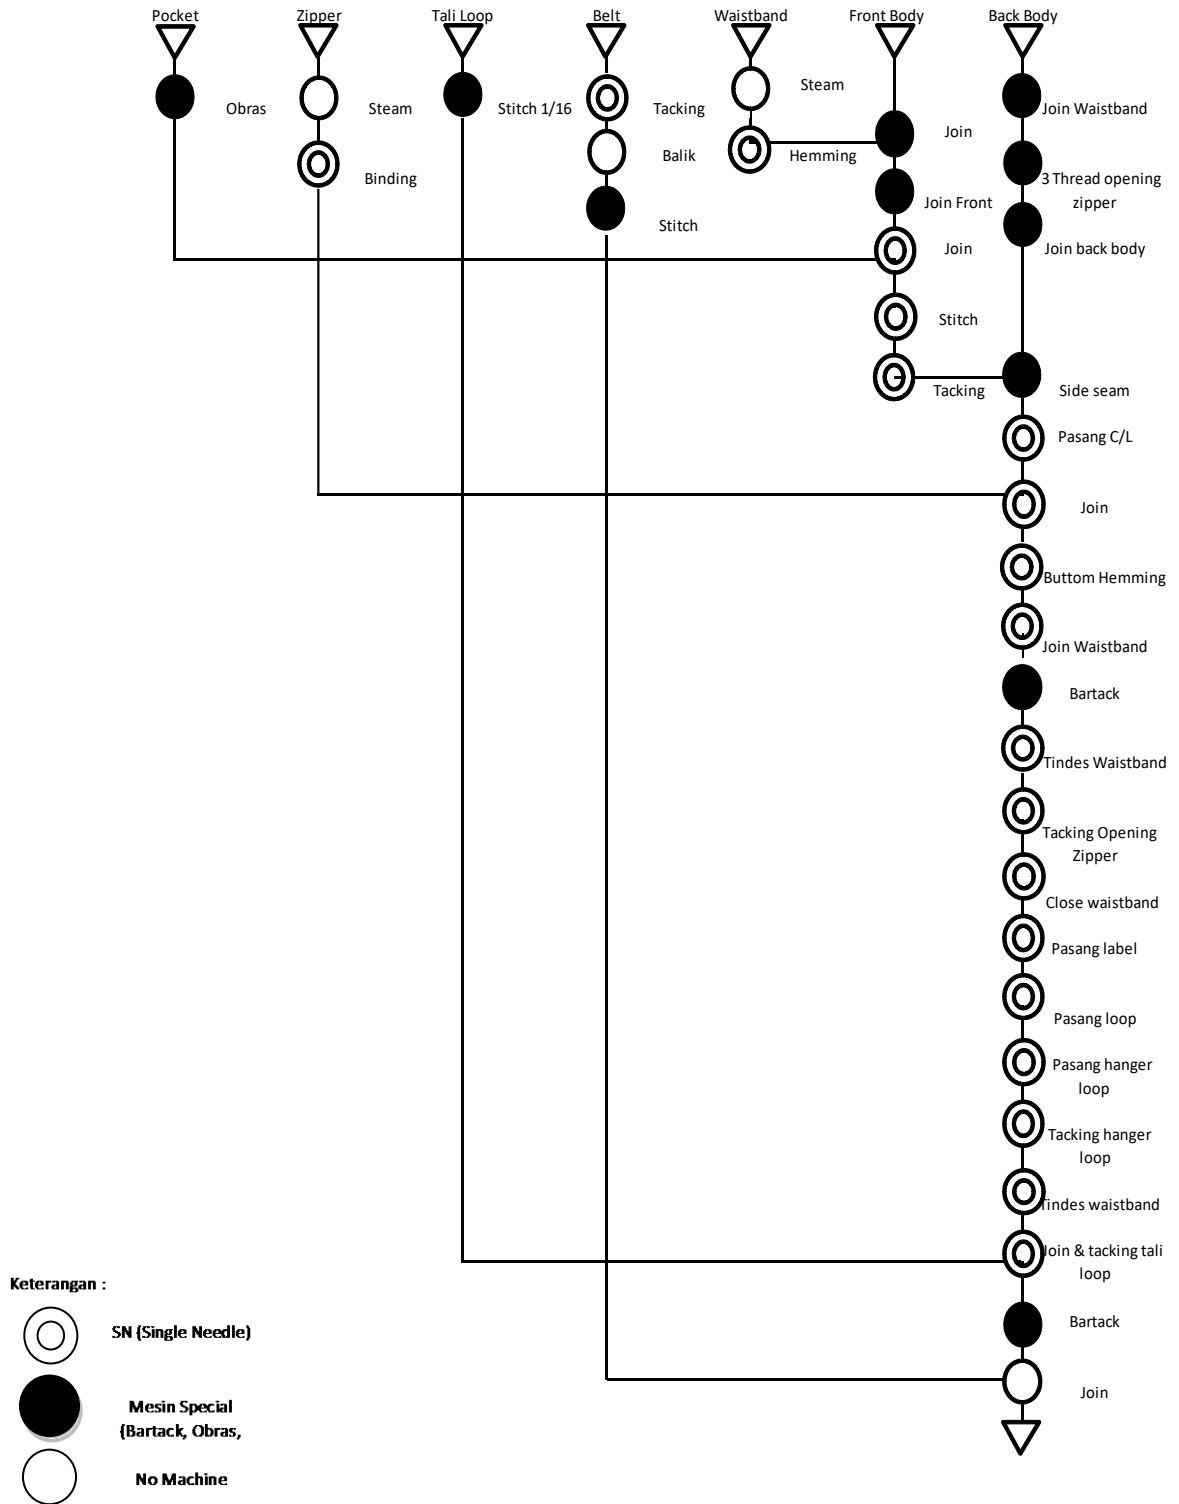 Pocket
Zipper
Tali Loop
Belt
Waistband
Front Body
Back Body
Obras
Steam
Binding
Stitch 1/16
Tacking
Balik
Stitch
Steam
Hemming
Join
Join Front
Join
Stitch
Tacking
Join Waistband
3 Thread opening
zipper
Join back body
Side seam
Pasang C/L
Join
Buttom Hemming
Join Waistband
Bartack
Tindes Waistband
Tacking Opening
Zipper
Close waistband
Pasang label
Pasang loop
Pasang hanger
loop
Tacking hanger
loop
Tindes waistband
Join & tacking tali
loop
Bartack
Join
Keterangan :
SN (Single Needle)
Mesin Special
(Bartack, Obras,
No Machine